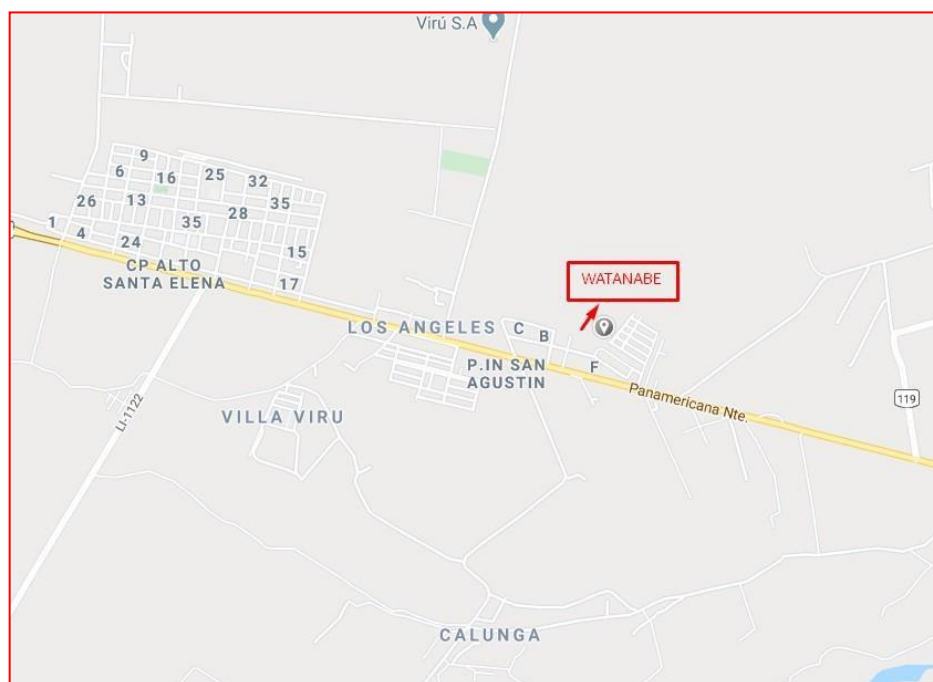 Virú S.A
9
6
16
25
32
26
13
35
28
1
4
24
35
15
CP ALTO
SANTA ELENA
17
WATANABE
LOS ANGELES
C
B
P.IN SAN
AGUSTIN
F
Panamericana Nte.
119
LI-1122
VILLA VIRU
CALUNGA